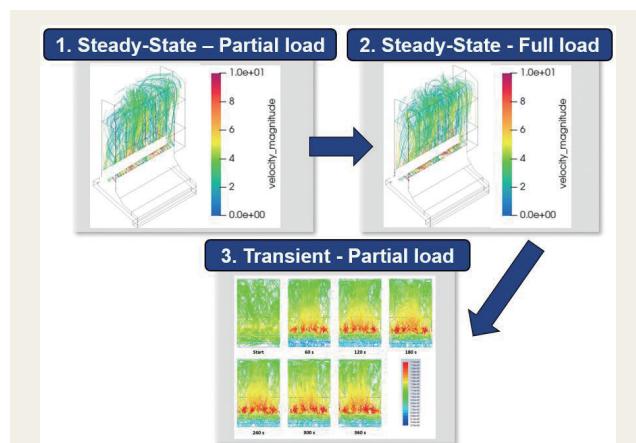 1. Steady-State – Partial load
2. Steady-State - Full load
1.0e+01
8
6
4
2
0.0e+00
velocity_magnitude
1.0e+01
8
6
4
2
0.0e+00
velocity_magnitude
3. Transient - Partial load
Start
60 s
120 s
180 s
240 s
300 s
360 s